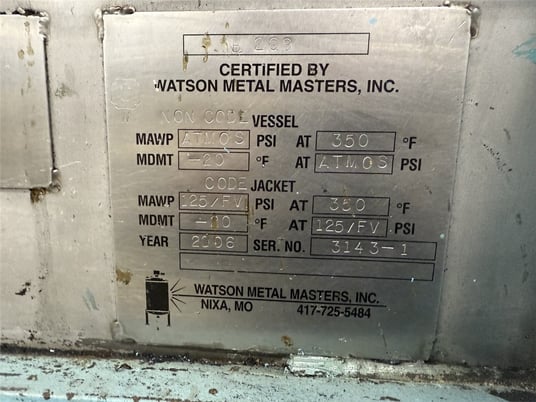 CERTIFIED BY
WATSON METAL MASTERS, INC.
NON CODE VESSEL
MAWP ATMOS PSI AT 350 °F
MDMT -20 °F AT ATMOS PSI
CODE JACKET
MAWP 125/FV PSI AT 350 °F
MDMT °F AT 125/FV PSI
YEAR 2006 SER. NO. 3143-1
WATSON METAL MASTERS, INC.
NIXA, MO 417-725-5484